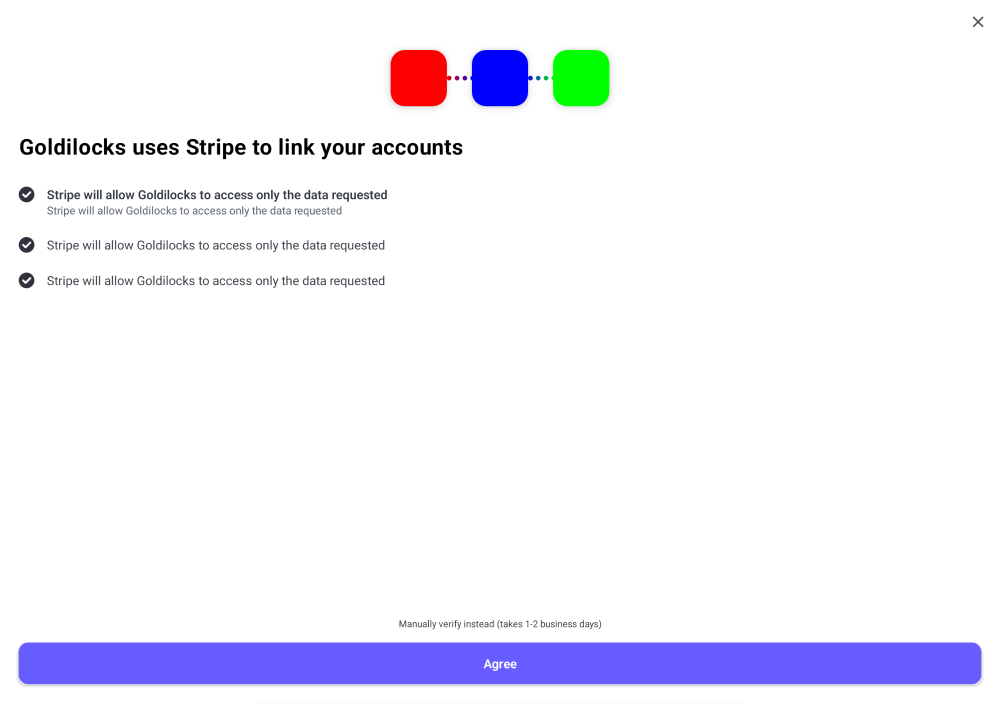 Goldilocks uses Stripe to link your accounts
Stripe will allow Goldilocks to access only the data requested
Stripe will allow Goldilocks to access only the data requested
Stripe will allow Goldilocks to access only the data requested
Stripe will allow Goldilocks to access only the data requested
Manually verify instead (takes 1-2 business days)
Agree